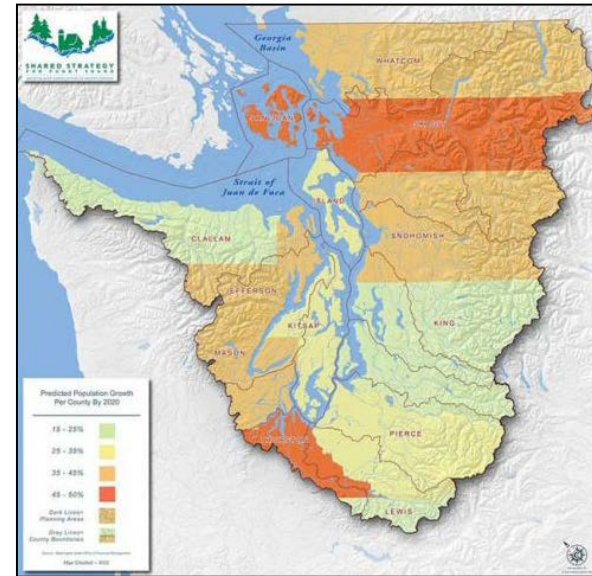 SHARED STRATEGY
FOR PUGET SOUND
Georgia
Basin
WHATCOM
SAN JUAN
SKAGIT
Strait of
Juan de Fuca
ISLAND
SNOHOMISH
CLALLAM
JEFFERSON
KITSAP
KING
MASON
THURSTON
PIERCE
LEWIS
Predicted Population Growth
Per County By 2020
15 - 25%
25 - 35%
35 - 45%
45 - 50%
Dark Lines=
Planning Areas
Gray Lines=
County Boundaries